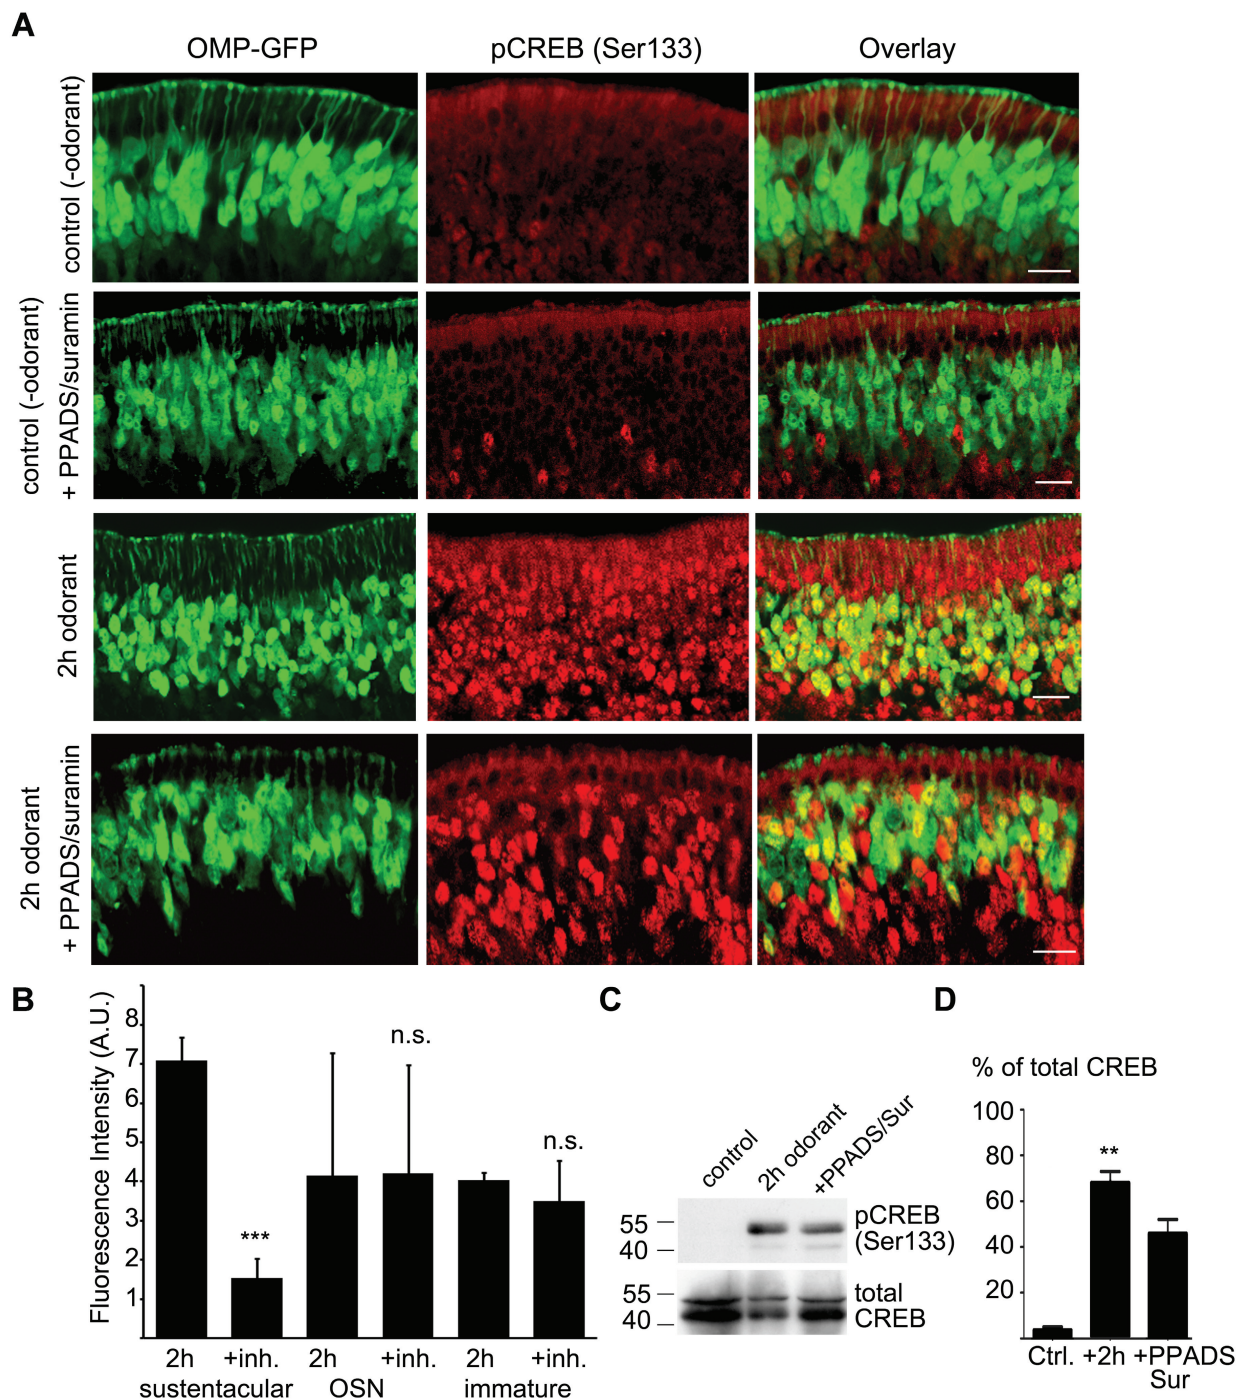 A
OMP-GFP pCREB (Ser133) Overlay
control (-odorant)
control (-odorant)
+ PPADS/suramin
2h odorant
2h odorant
+ PPADS/suramin
B
Fluorescence Intensity (A.U.)
8
7
6
5
4
3
2
1
***
n.s.
n.s.
2h +inh. 2h +inh. 2h +inh.
sustentacular OSN immature
C
control 2h odorant +PPADS/Sur
55
40
pCREB
(Ser133)
55
40
total
CREB
D
% of total CREB
100
80
60
40
20
**
Ctrl. +2h +PPADS
Sur